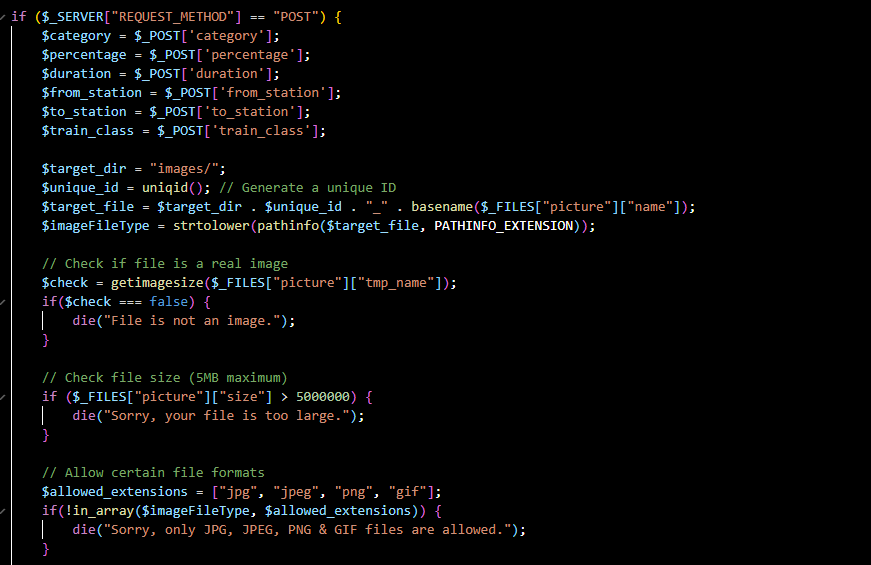 if ($_SERVER["REQUEST_METHOD"] == "POST") {
$category = $_POST['category'];
$percentage = $_POST['percentage'];
$duration = $_POST['duration'];
$from_station = $_POST['from_station'];
$to_station = $_POST['to_station'];
$train_class = $_POST['train_class'];
$target_dir = "images/";
$unique_id = uniqid(); // Generate a unique ID
$target_file = $target_dir . $unique_id . "_" . basename($_FILES["picture"]["name"]);
$imageFileType = strtolower(pathinfo($target_file, PATHINFO_EXTENSION));
// Check if file is a real image
$check = getimagesize($_FILES["picture"]["tmp_name"]);
if($check === false) {
die("File is not an image.");
}
// Check file size (5MB maximum)
if ($_FILES["picture"]["size"] > 5000000) {
die("Sorry, your file is too large.");
}
// Allow certain file formats
$allowed_extensions = ["jpg", "jpeg", "png", "gif"];
if(!in_array($imageFileType, $allowed_extensions)) {
die("Sorry, only JPG, JPEG, PNG & GIF files are allowed.");
}